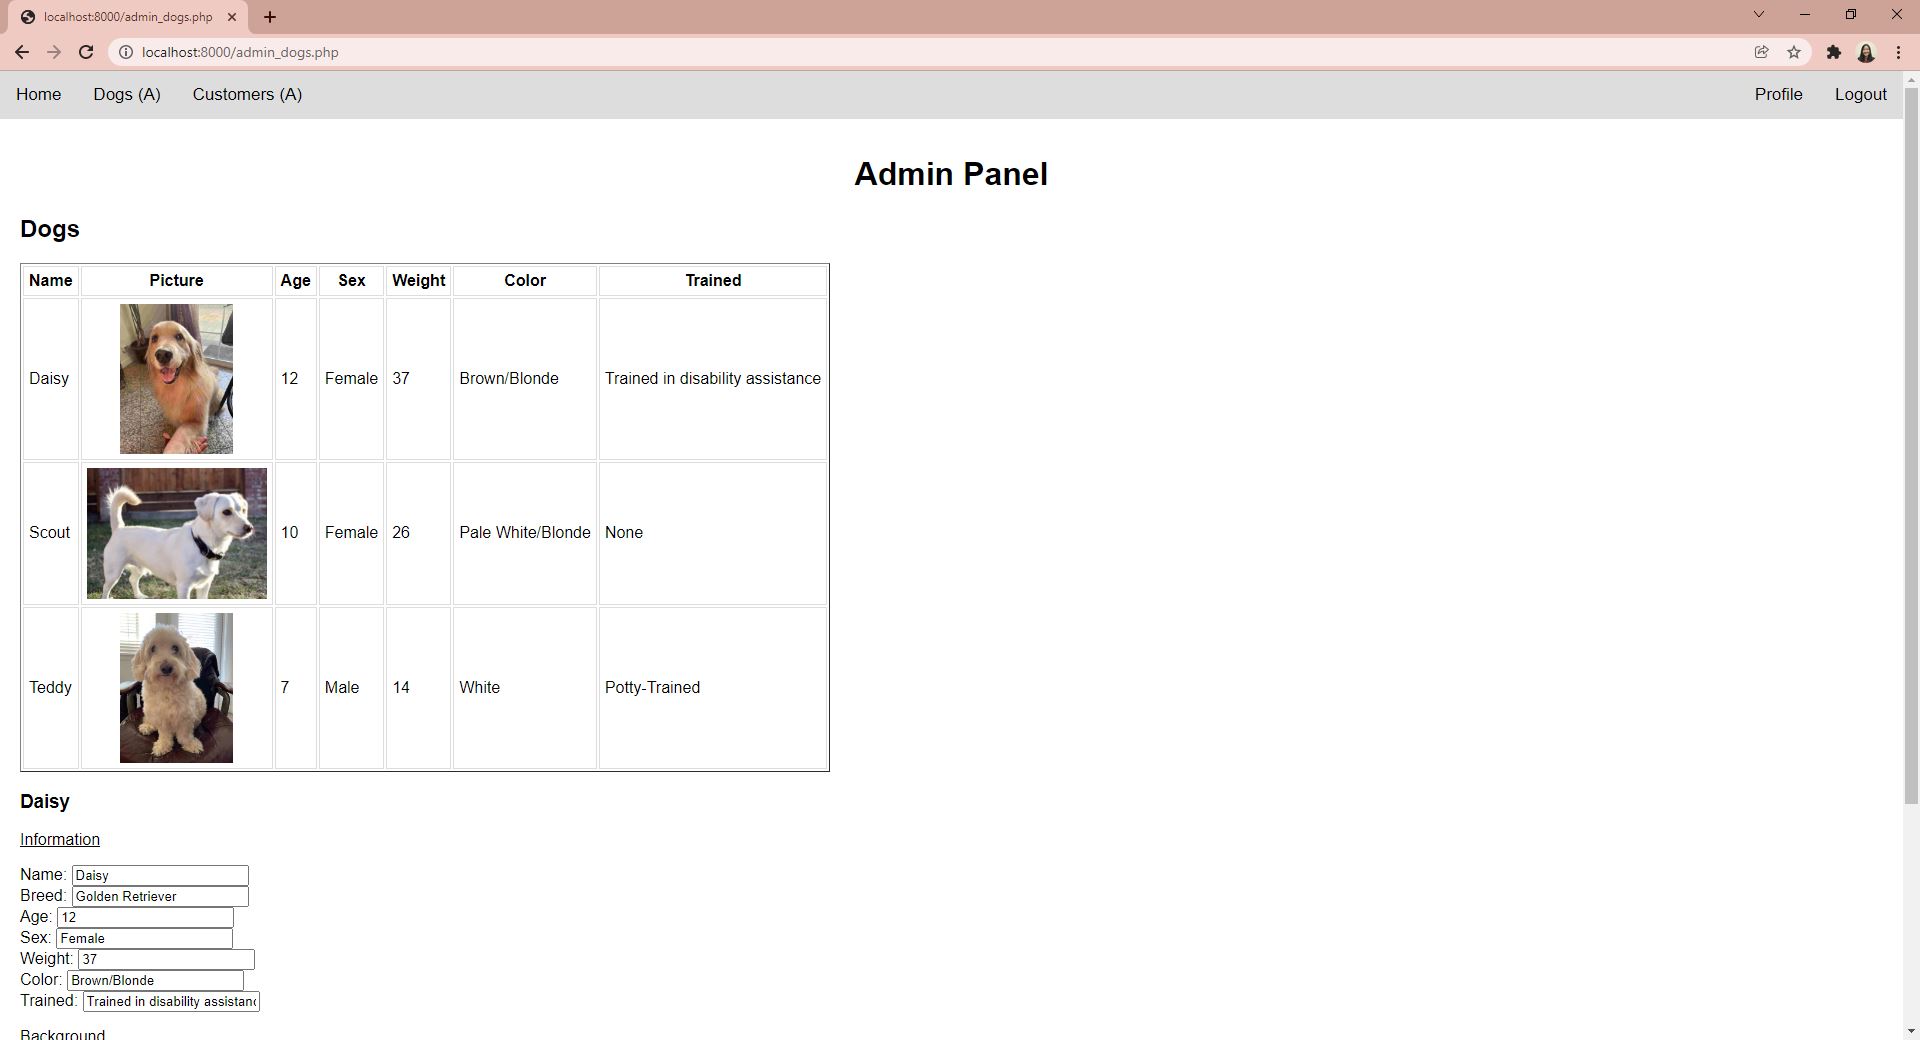 localhost:8000/admin_dogs.php
localhost:8000/admin_dogs.php
Home Dogs (A) Customers (A) Profile Logout
Admin Panel
Dogs
Name Picture Age Sex Weight Color Trained
Daisy 12 Female 37 Brown/Blonde Trained in disability assistance
Scout 10 Female 26 Pale White/Blonde None
Teddy 7 Male 14 White Potty-Trained
Daisy
Information
Name: Daisy
Breed: Golden Retriever
Age: 12
Sex: Female
Weight: 37
Color: Brown/Blonde
Trained: Trained in disability assistanc
Background